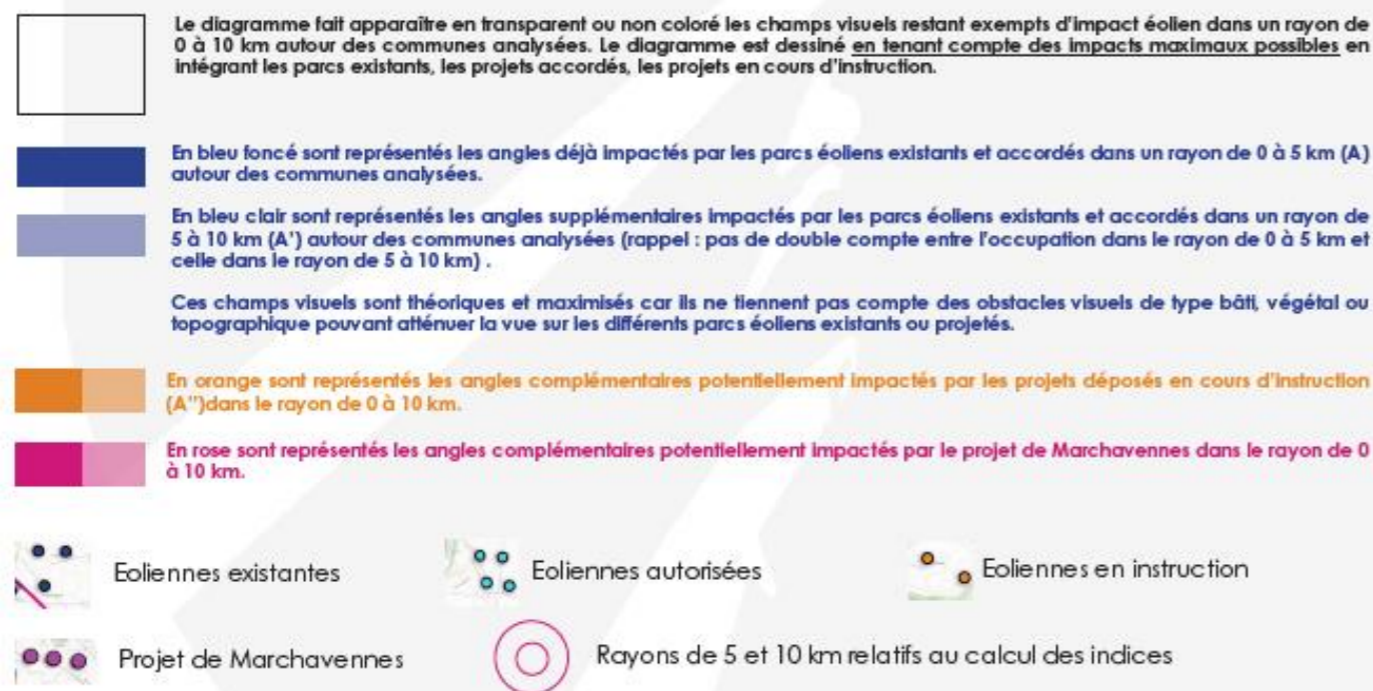 Le diagramme fait apparaître en transparent ou non coloré les champs visuels restant exempts d'impact éolien dans un rayon de
0 à 10 km autour des communes analysées. Le diagramme est dessiné en tenant compte des impacts maximaux possibles en
intégrant les parcs existants, les projets accordés, les projets en cours d'instruction.
En bleu foncé sont représentés les angles déjà impactés par les parcs éoliens existants et accordés dans un rayon de 0 à 5 km (A)
autour des communes analysées.
En bleu clair sont représentés les angles supplémentaires impactés par les parcs éoliens existants et accordés dans un rayon de
5 à 10 km (A') autour des communes analysées (rappel : pas de double compte entre l'occupation dans le rayon de 0 à 5 km et
celle dans le rayon de 5 à 10 km) .
Ces champs visuels sont théoriques et maximisés car ils ne tiennent pas compte des obstacles visuels de type bâti, végétal ou
topographique pouvant atténuer la vue sur les différents parcs éoliens existants ou projetés.
En orange sont représentés les angles complémentaires potentiellement impactés par les projets déposés en cours d'instruction
(A'')dans le rayon de 0 à 10 km.
En rose sont représentés les angles complémentaires potentiellement impactés par le projet de Marchavennes dans le rayon de 0
à 10 km.
Eoliennes existantes
Eoliennes autorisées
Eoliennes en instruction
Projet de Marchavennes
Rayons de 5 et 10 km relatifs au calcul des indices